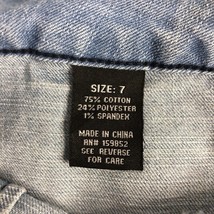 SIZE: 7
75% COTTON
24% POLYESTER
1% SPANDEX
MADE IN CHINA
RN# 159852
SEE REVERSE
FOR CARE